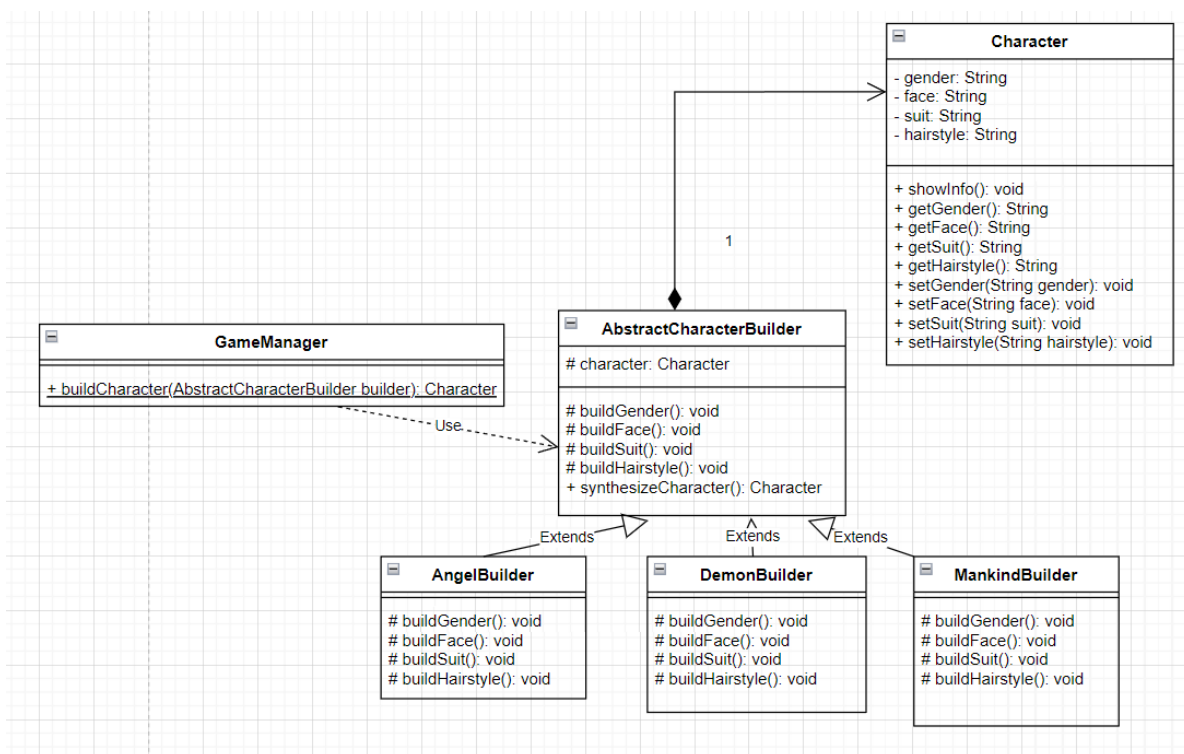 Character
- gender: String
- face: String
- suit: String
- hairstyle: String
+ showInfo(): void
+ getGender(): String
+ getFace(): String
+ getSuit(): String
+ getHairstyle(): String
+ setGender(String gender): void
+ setFace(String face): void
+ setSuit(String suit): void
+ setHairstyle(String hairstyle): void
1
GameManager
+ buildCharacter(AbstractCharacterBuilder builder): Character
Use
AbstractCharacterBuilder
# character: Character
# buildGender(): void
# buildFace(): void
# buildSuit(): void
# buildHairstyle(): void
+ synthesizeCharacter(): Character
Extends
Extends
Extends
AngelBuilder
# buildGender(): void
# buildFace(): void
# buildSuit(): void
# buildHairstyle(): void
DemonBuilder
# buildGender(): void
# buildFace(): void
# buildSuit(): void
# buildHairstyle(): void
MankindBuilder
# buildGender(): void
# buildFace(): void
# buildSuit(): void
# buildHairstyle(): void